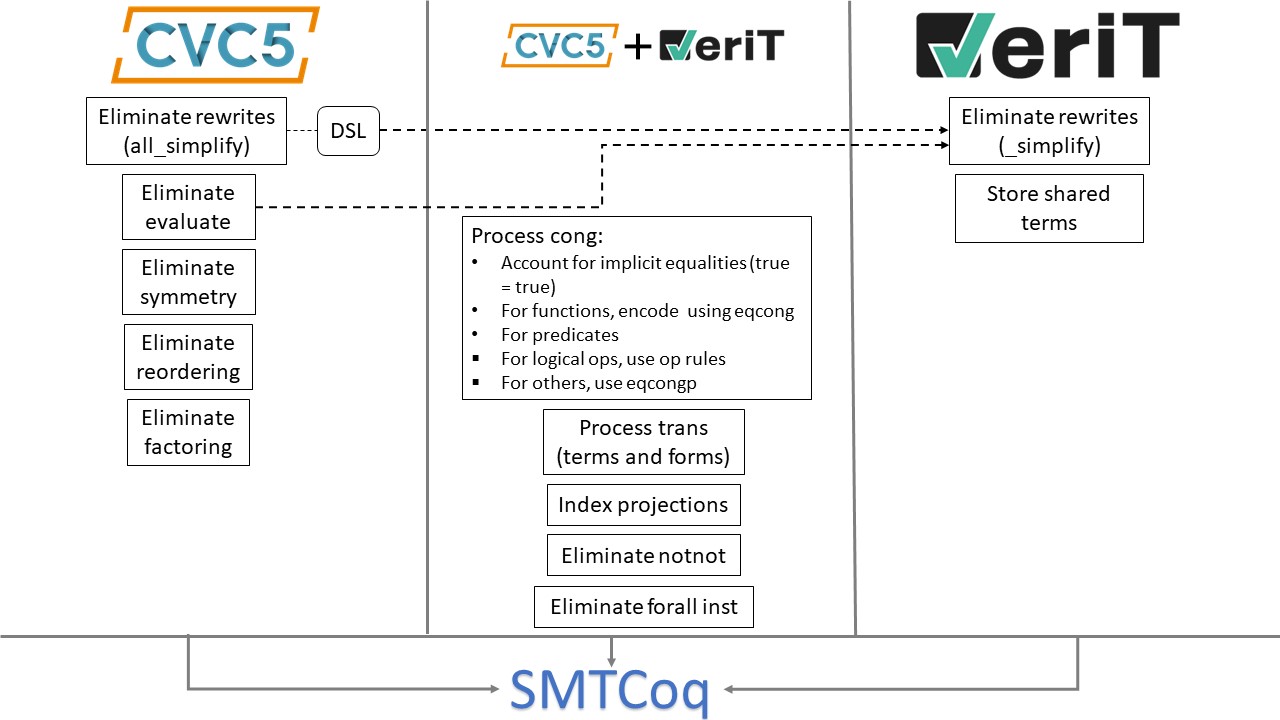 CVC5
Eliminate rewrites
(all_simplify)
DSL
Eliminate
evaluate
Eliminate
symmetry
Eliminate
reordering
Eliminate
factoring
CVC5 + veriT
Process cong:
• Account for implicit equalities (true
= true)
• For functions, encode using eqcong
• For predicates
▪ For logical ops, use op rules
▪ For others, use eqcongp
Process trans
(terms and forms)
Index projections
Eliminate notnot
Eliminate forall inst
veriT
Eliminate rewrites
(_simplify)
Store shared
terms
SMTCoq